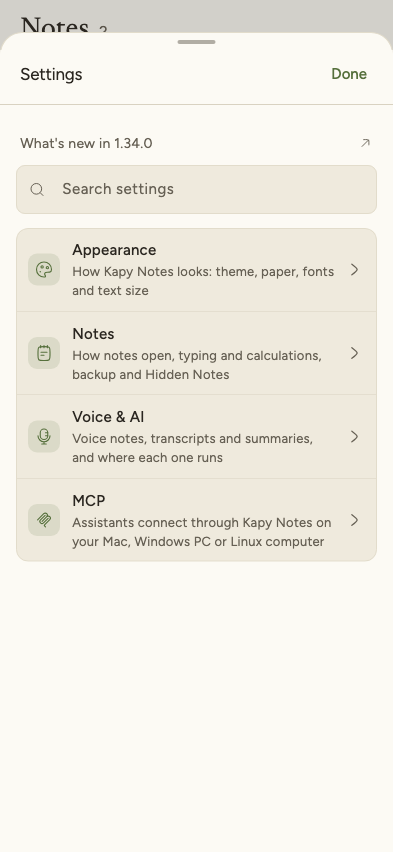 Notes 2
Settings
Done
What's new in 1.34.0
Search settings
Appearance
How Kapy Notes looks: theme, paper, fonts
and text size
Notes
How notes open, typing and calculations,
backup and Hidden Notes
Voice & AI
Voice notes, transcripts and summaries,
and where each one runs
MCP
Assistants connect through Kapy Notes on
your Mac, Windows PC or Linux computer